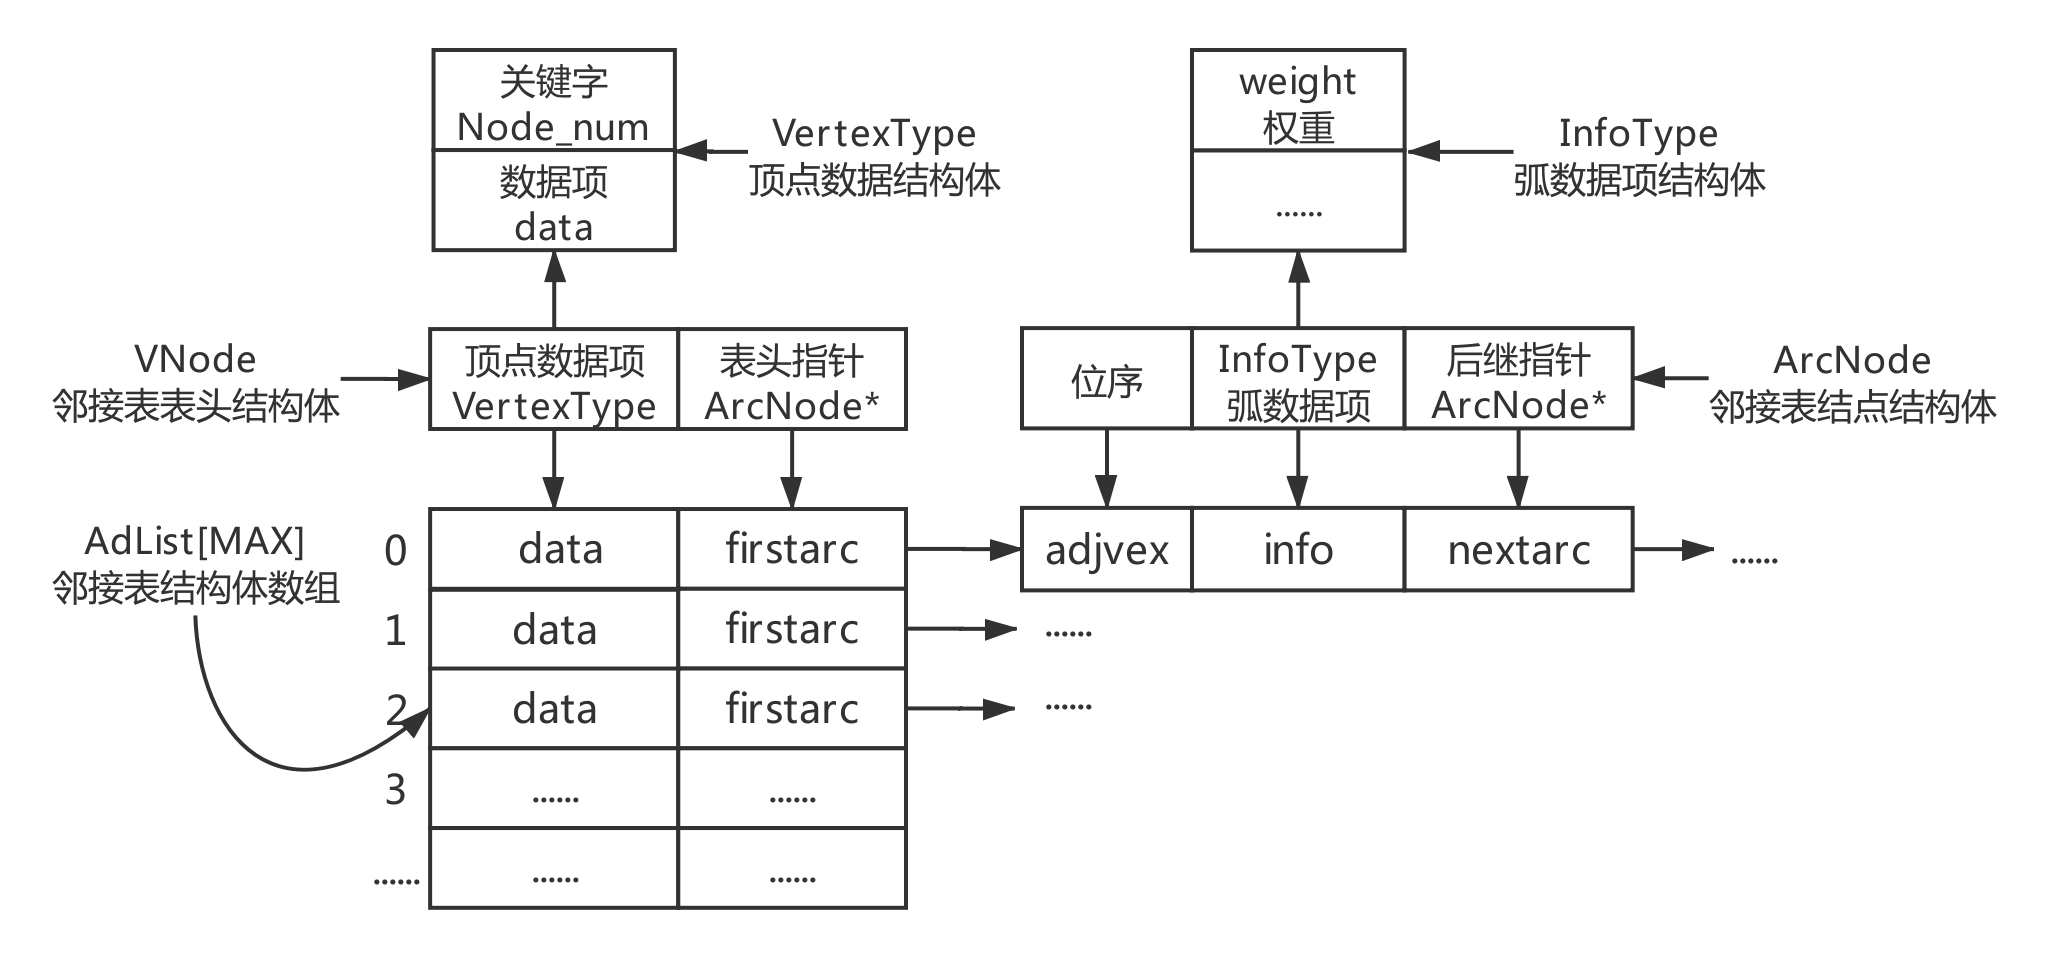 关键字
Node_num
数据项
data
VertexType
顶点数据结构体
weight
权重
......
InfoType
弧数据项结构体
VNode
邻接表表头结构体
顶点数据项
VertexType
表头指针
ArcNode*
位序
InfoType
弧数据项
后继指针
ArcNode*
ArcNode
邻接表结点结构体
AdList[MAX]
邻接表结构体数组
0 data firstarc adjvex info nextarc ......
1 data firstarc ......
2 data firstarc ......
3 ...... ......
...... ...... ......